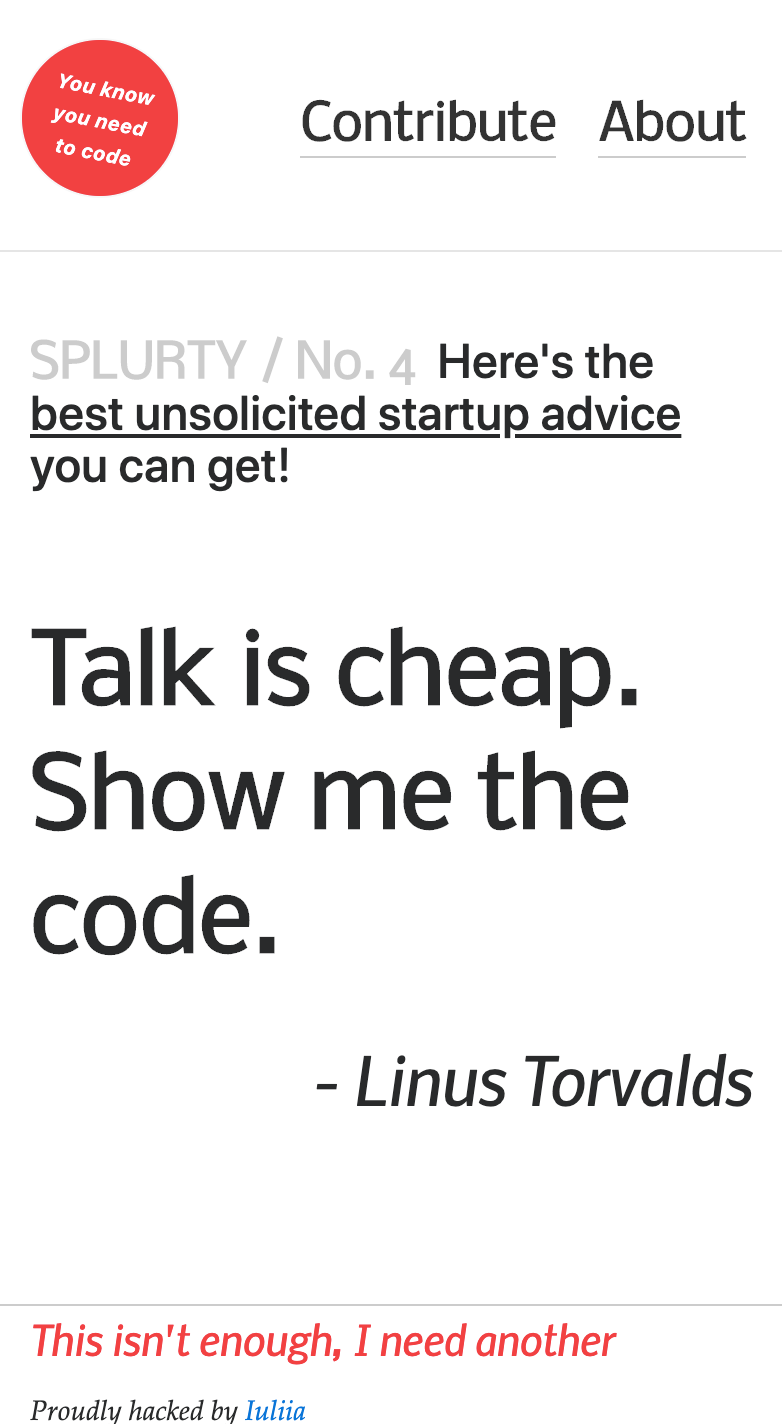 You know
you need
to code
Contribute About
SPLURTY / No. 4 Here's the
best unsolicited startup advice
you can get!
Talk is cheap.
Show me the
code.
- Linus Torvalds
This isn't enough, I need another
Proudly hacked by Iuliia